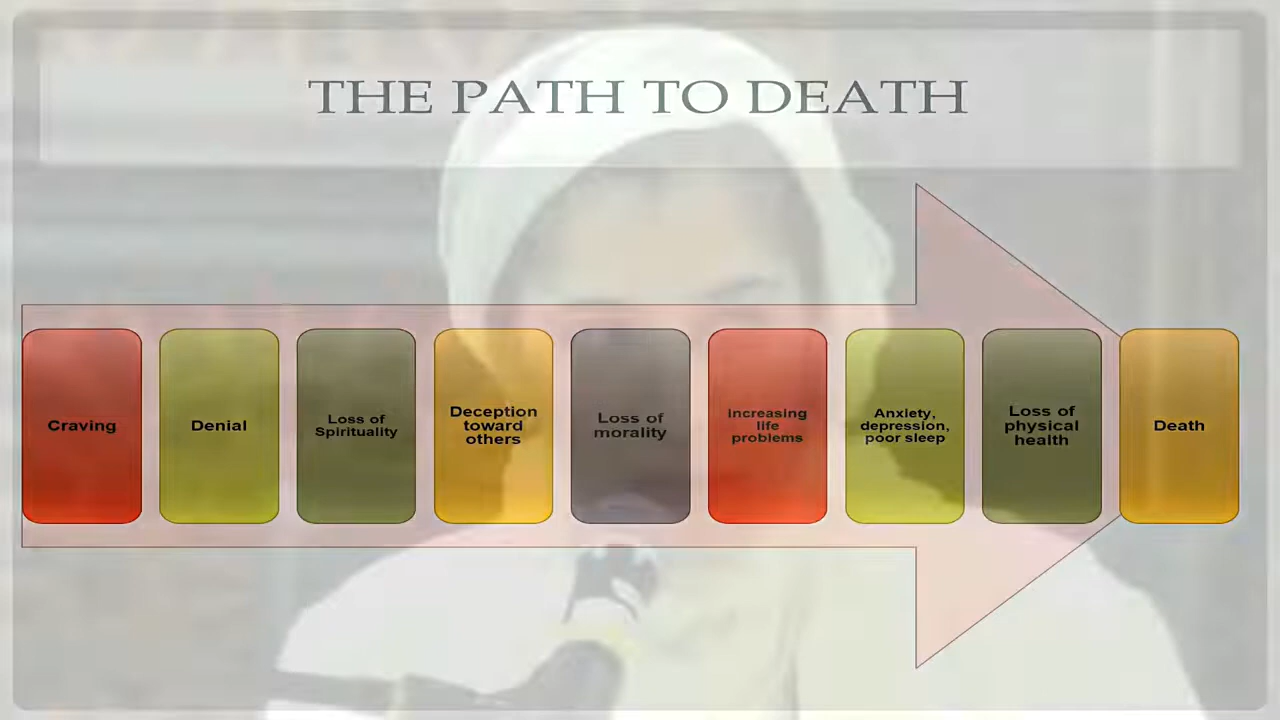 THE PATH TO DEATH
Craving
Denial
Loss of
Spirituality
Deception
toward
others
Loss of
morality
increasing
life
problems
Anxiety,
depression,
poor sleep
Loss of
physical
health
Death